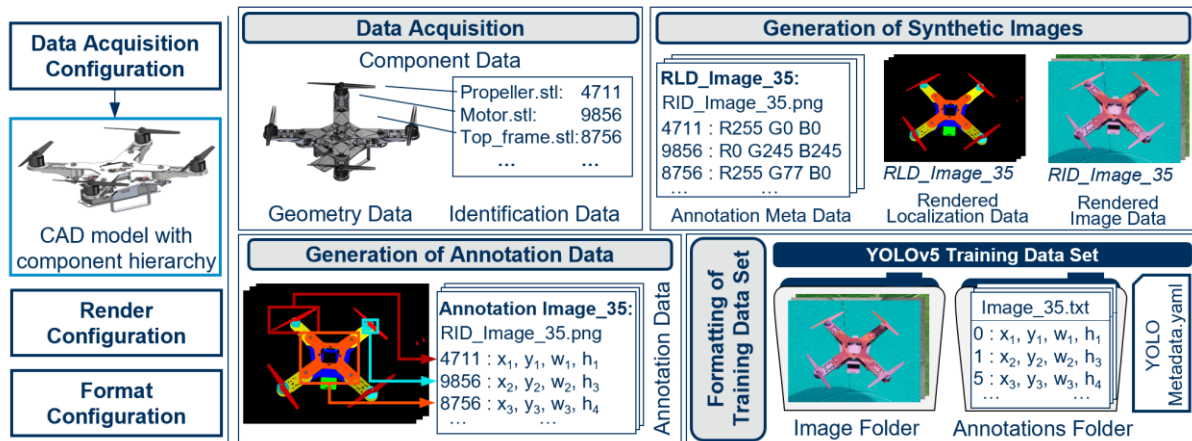 Data Acquisition
Configuration
CAD model with
component hierarchy
Render
Configuration
Format
Configuration
Data Acquisition
Component Data
Propeller.stl: 4711
Motor.stl: 9856
Top_frame.stl: 8756
... ...
Geometry Data
Identification Data
Generation of Synthetic Images
RLD_Image_35:
RID_Image_35.png
4711 : R255 G0 B0
9856 : R0 G245 B245
8756 : R255 G77 B0
... ...
Annotation Meta Data
RLD_Image_35
Rendered
Localization Data
RID_Image_35
Rendered
Image Data
Generation of Annotation Data
Annotation Image_35:
RID_Image_35.png
4711 : x₁, y₁, w₁, h₁
9856 : x₂, y₂, w₂, h₃
8756 : x₃, y₃, w₃, h₄
... ...
Annotation Data
Formatting of
Training Data Set
YOLOv5 Training Data Set
Image Folder
Image_35.txt
0 : x₁, y₁, w₁, h₁
1 : x₂, y₂, w₂, h₃
5 : x₃, y₃, w₃, h₄
... ...
Annotations Folder
YOLO
Metadata.yaml